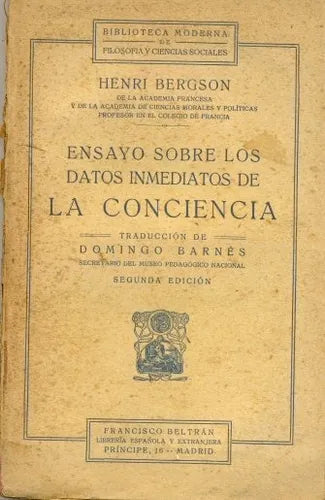 BIBLIOTECA MODERNA
DE
FILOSOFIA Y CIENCIAS SOCIALES
HENRI BERGSON
DE LA ACADEMIA FRANCESA
Y DE LA ACADEMIA DE CIENCIAS MORALES Y POLÍTICAS
PROFESOR EN EL COLEGIO DE FRANCIA
ENSAYO SOBRE LOS
DATOS INMEDIATOS DE
LA CONCIENCIA
TRADUCCIÓN DE
DOMINGO BARNÉS
SECRETARIO DEL MUSEO PEDAGÓGICO NACIONAL
SEGUNDA EDICIÓN
FRANCISCO BELTRÁN
LIBRERÍA ESPAÑOLA Y EXTRANJERA
PRÍNCIPE, 16 - MADRID